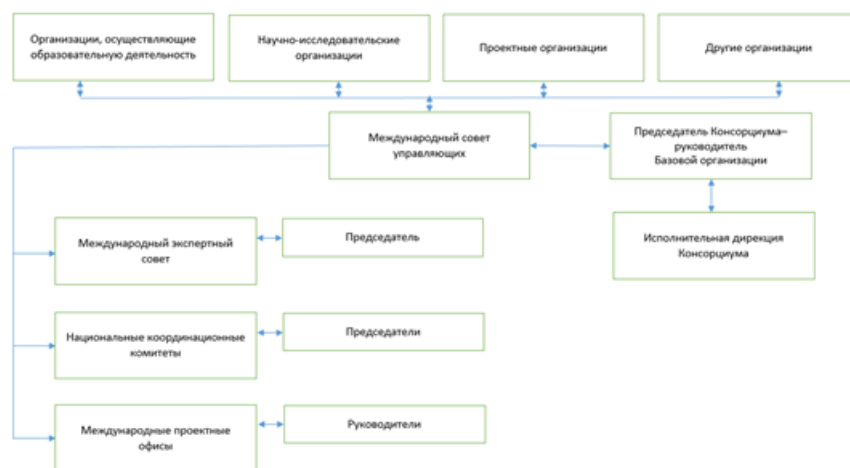 Организации, осуществляющие
образовательную деятельность
Научно-исследовательские
организации
Проектные организации
Другие организации
Международный совет
управляющих
Председатель Консорциума–
руководитель
Базовой организации
Исполнительная дирекция
Консорциума
Международный экспертный
совет
Председатель
Национальные координационные
комитеты
Председатели
Международные проектные
офисы
Руководители